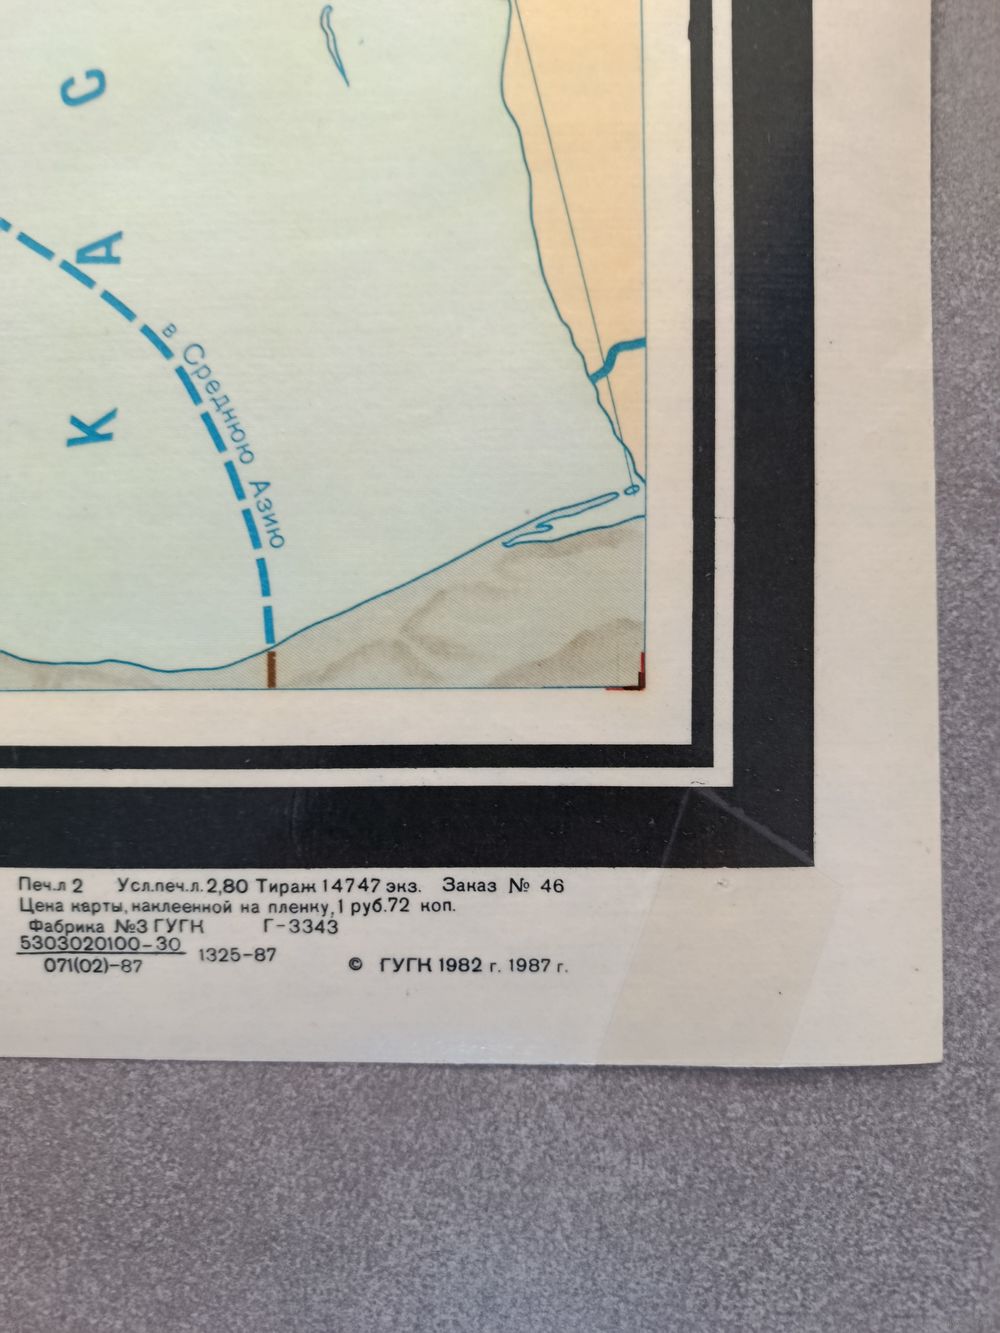 С
А
К
в Среднюю Азию
Печ.л 2 Усл.печ.л.2,80 Тираж 14747 экз. Заказ № 46
Цена карты, наклеенной на пленку, 1 руб.72 коп.
Фабрика №3 ГУГК Г-3343
5303020100-30
071(02)-87
1325-87
© ГУГК 1982 г. 1987 г.